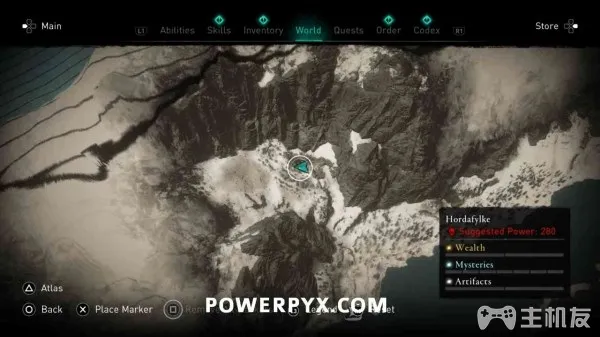 Main
L1
Abilities
Skills
Inventory
World
Quests
Order
Codex
R1
Store
Hordafylke
Suggested Power: 280
Wealth
Mysteries
Artifacts
Atlas
Back
Place Marker
POWERPYX.COM
主机友